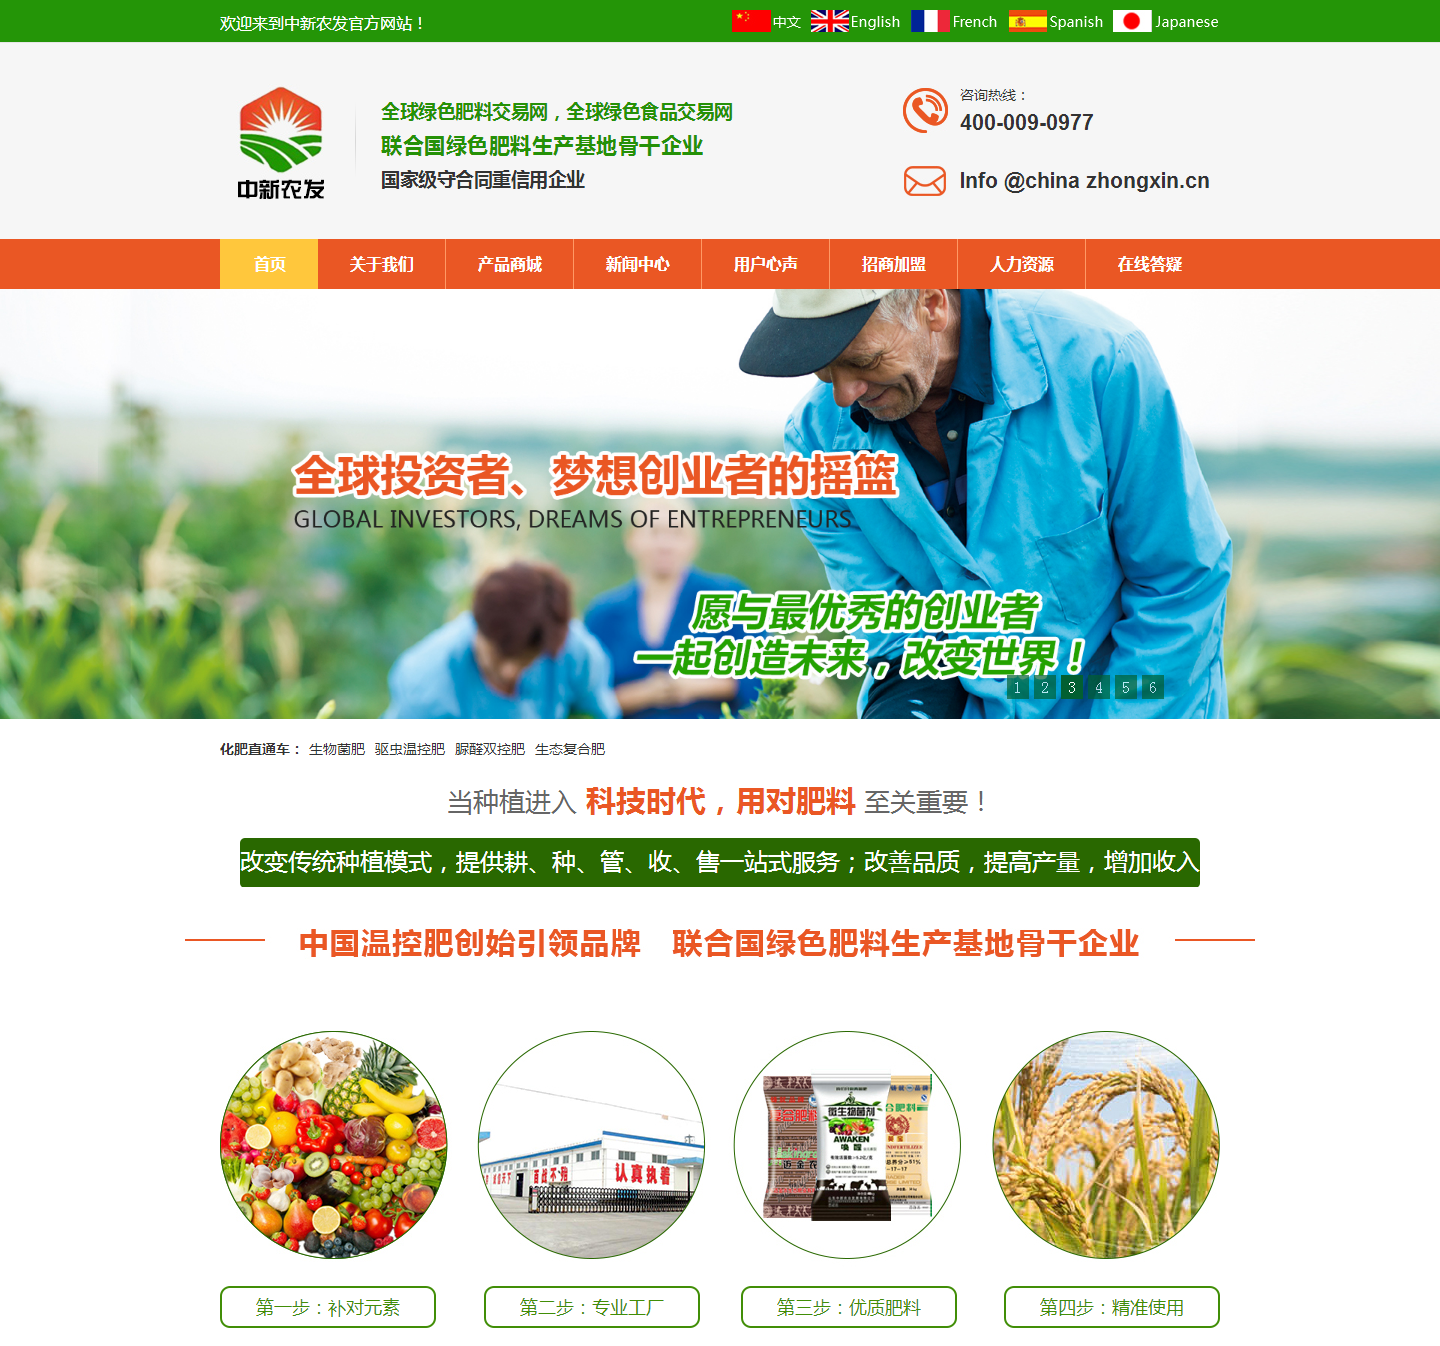 欢迎来到中新农发官方网站！
中文 English French Spanish Japanese
中新农发
全球绿色肥料交易网，全球绿色食品交易网
联合国绿色肥料生产基地骨干企业
国家级守合同重信用企业
咨询热线：
400-009-0977
Info @china zhongxin.cn
首页 关于我们 产品商城 新闻中心 用户心声 招商加盟 人力资源 在线答疑
全球投资者、梦想创业者的摇篮
GLOBAL INVESTORS, DREAMS OF ENTREPRENEURS
愿与最优秀的创业者
一起创造未来，改变世界！
1 2 3 4 5 6
化肥直通车： 生物菌肥 驱虫温控肥 脲醛双控肥 生态复合肥
当种植进入 科技时代，用对肥料 至关重要！
改变传统种植模式，提供耕、种、管、收、售一站式服务；改善品质，提高产量，增加收入
中国温控肥创始引领品牌 联合国绿色肥料生产基地骨干企业
认真执着
微生物菌剂
AWAKEN
唤醒
第一步：补对元素
第二步：专业工厂
第三步：优质肥料
第四步：精准使用